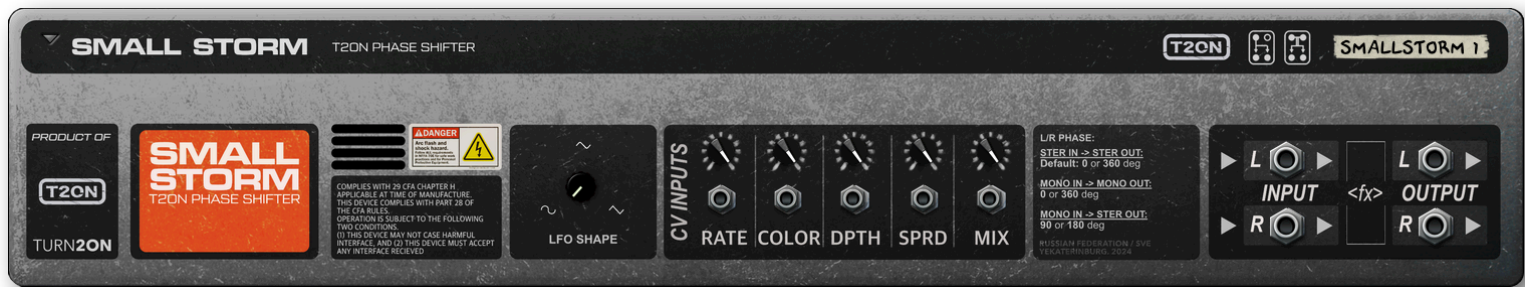 SMALL STORM
T2ON PHASE SHIFTER
T2ON
SMALLSTORM 1
PRODUCT OF
T2ON
TURN2ON
SMALL
STORM
T2ON PHASE SHIFTER
DANGER
Arc flash and
shock hazard.
COMPLIES WITH 29 CFA CHAPTER H
APPLICABLE AT TIME OF MANUFACTURE.
THIS DEVICE COMPLIES WITH PART 28 OF
THE CFA RULES.
OPERATION IS SUBJECT TO THE FOLLOWING
TWO CONDITIONS.
(1) THIS DEVICE MAY NOT CASE HARMFUL
INTERFACE, AND (2) THIS DEVICE MUST ACCEPT
ANY INTERFACE RECIEVED
LFO SHAPE
CV INPUTS
RATE
COLOR
DPTH
SPRD
MIX
L/R PHASE:
STER IN -> STER OUT:
Default: 0 or 360 deg
MONO IN -> MONO OUT:
0 or 360 deg
MONO IN -> STER OUT:
90 or 180 deg
RUSSIAN FEDERATION / SVE
YEKATERINBURG, 2024
L
INPUT
R
<fx>
L
OUTPUT
R